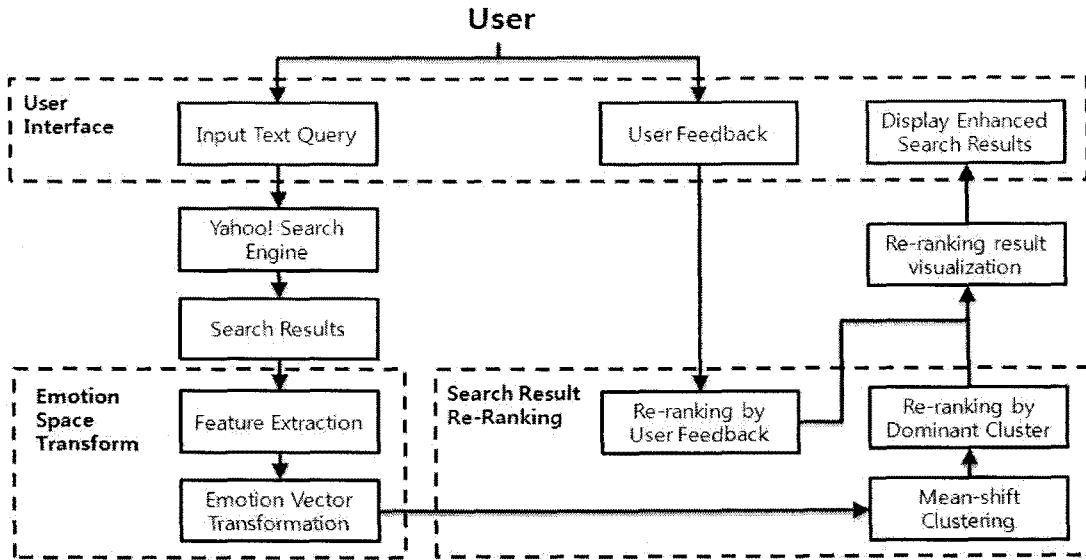 User
User
Interface
Input Text Query
User Feedback
Display Enhanced
Search Results
Yahoo! Search
Engine
Re-ranking result
visualization
Search Results
Emotion
Space
Transform
Feature Extraction
Emotion Vector
Transformation
Search Result
Re-Ranking
Re-ranking by
User Feedback
Re-ranking by
Dominant Cluster
Mean-shift
Clustering